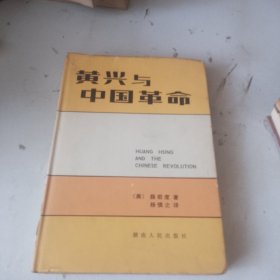 黄兴与
中国革命
HUANG HSING
AND THE
CHINESE REVOLUTION
(美) 薛君度 著
杨慎之 译
湖南人民出版社